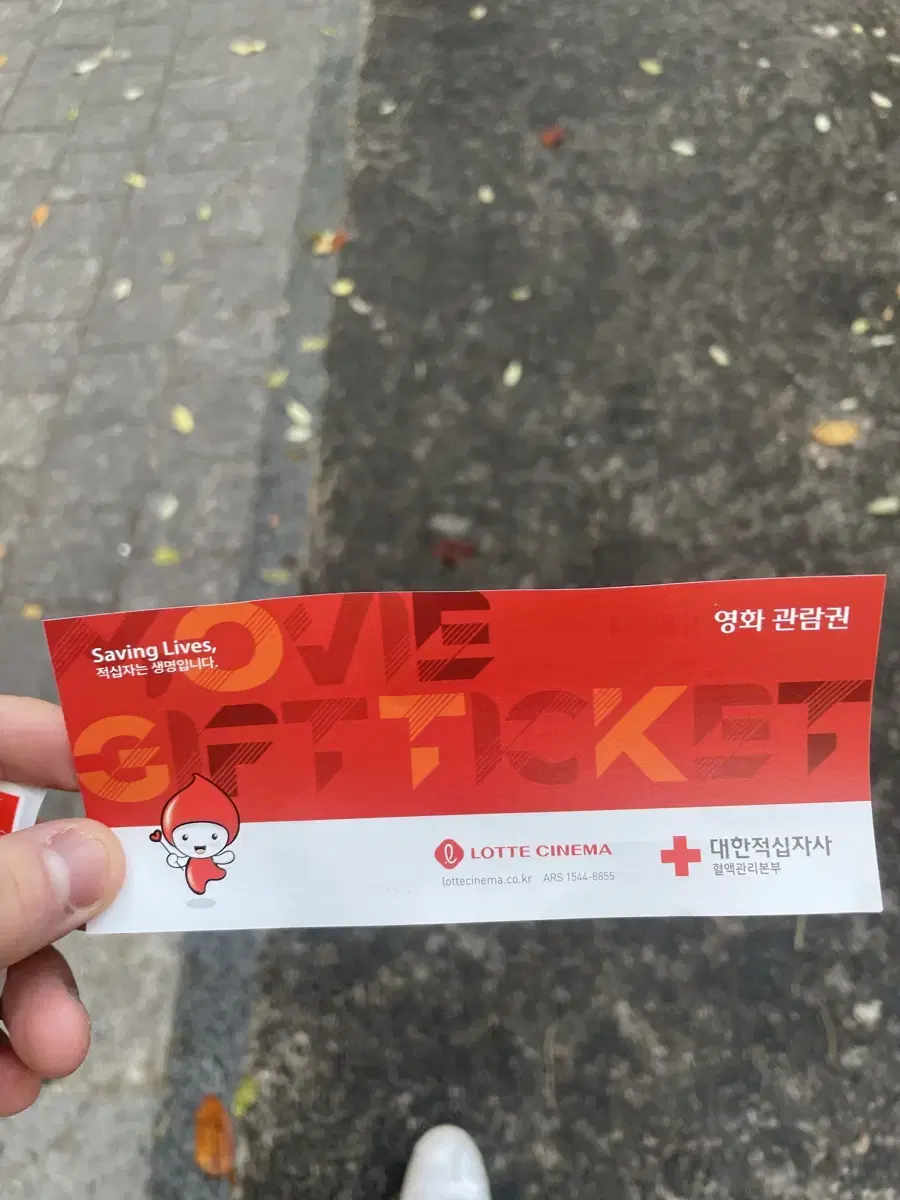 영화 관람권
Saving Lives,
적십자는 생명입니다.
MOVIE
GIFT TICKET
LOTTE CINEMA
lottecinema.co.kr ARS 1544-8855
대한적십자사
혈액관리본부